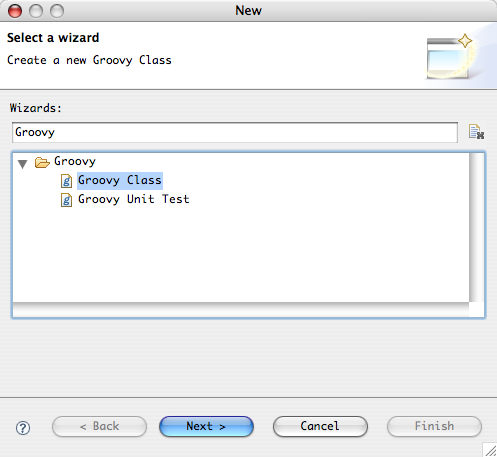 New
Select a wizard
Create a new Groovy Class
Wizards:
Groovy
Groovy
Groovy Class
Groovy Unit Test
? < Back Next > Cancel Finish